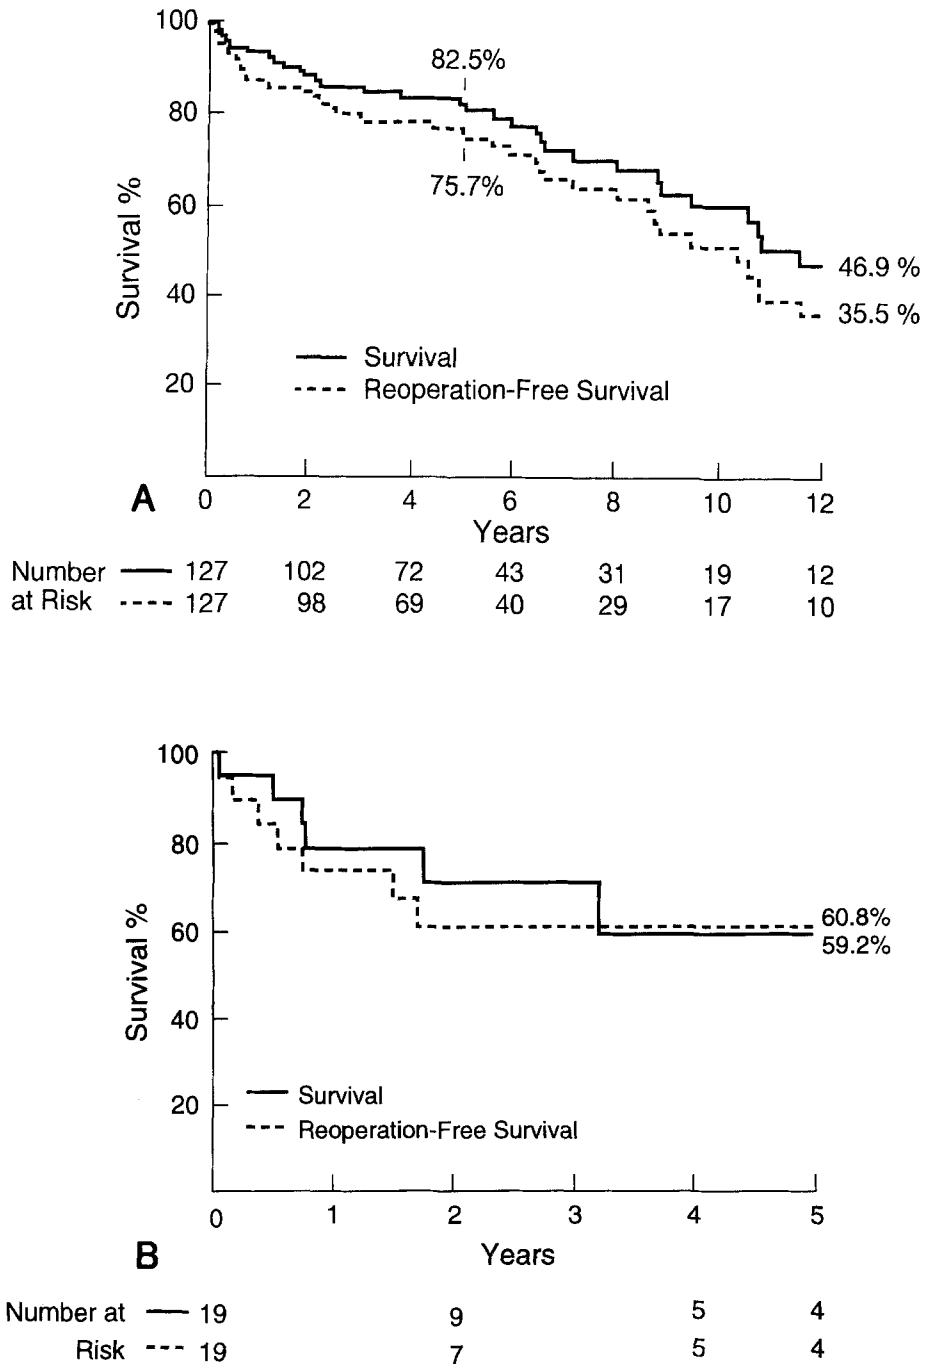 100
82.5%
80
75.7%
60
Survival %
46.9 %
40
35.5 %
Survival
20
Reoperation-Free Survival
A
0 2 4 6 8 10 12
Years
Number 127 102 72 43 31 19 12
at Risk 127 98 69 40 29 17 10
100
80
60.8%
60
59.2%
Survival %
40
Survival
20
Reoperation-Free Survival
0 1 2 3 4 5
B
Years
Number at 19 9 5 4
Risk 19 7 5 4